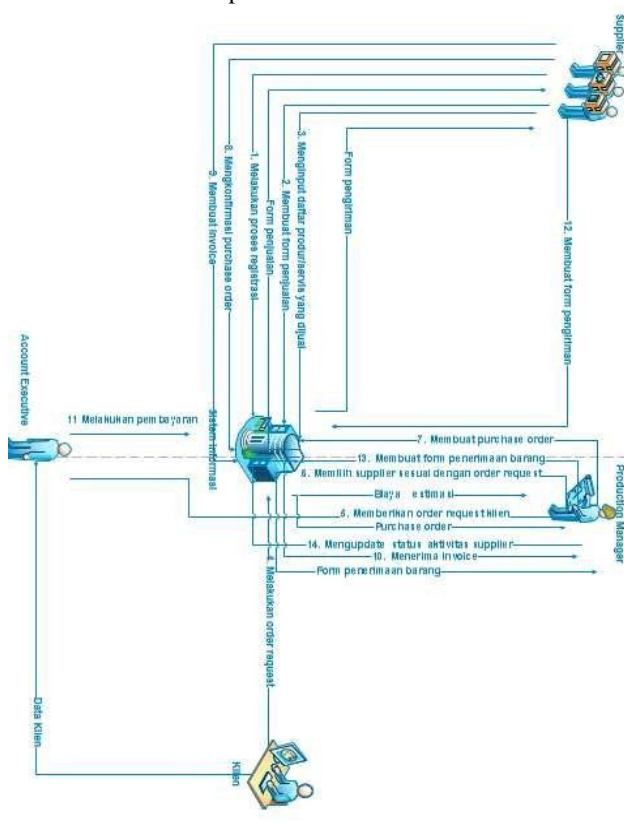 Supplier
9. Membuat invoice
8. Mengkonfirmasi purchase order
1. Melakukan proses registrasi
Form penjualan
2. Membuat form penjualan
3. Menginput daftar produr/servis yang dijual
Form pengiriman
12. Membuat form pengiriman
Account Executive
11 Melakukan pembayaran
Sistem Informasi
7. Membuat purchase order
13. Membuat form penerimaan barang
6. Memilih supplier sesuai dengan order request
Biaya estimasi
5. Memberikan order request klien
Purchase order
14. Mengupdate status aktivitas supplier
10. Menerima invoice
Form penerimaan barang
Production Manager
4. Melakukan order request
Data Klien
Klien